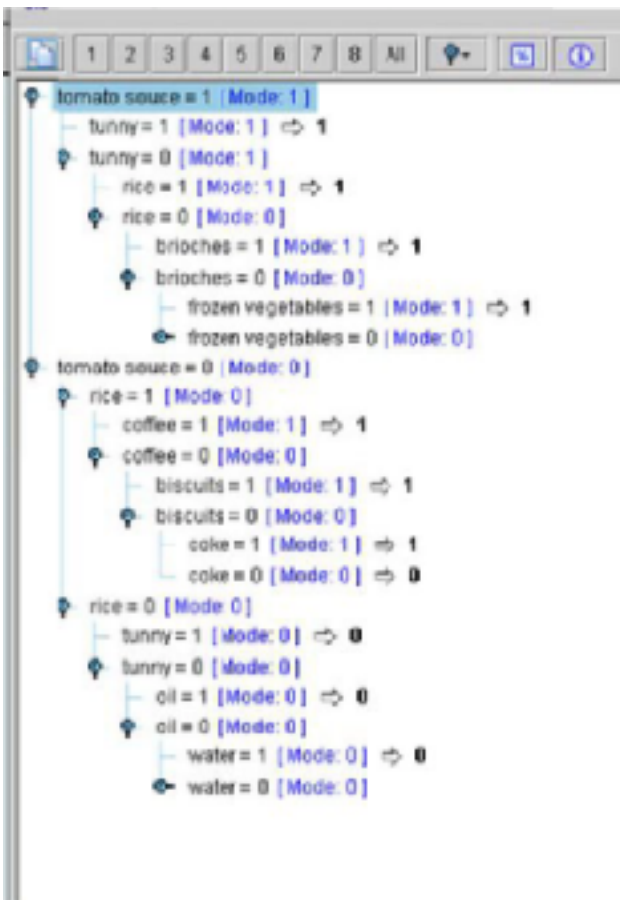 1 2 3 4 5 6 7 8 All %
tomato souce = 1 [Mode: 1]
tunny = 1 [Mode: 1] ⇨ 1
tunny = 0 [Mode: 1]
rice = 1 [Mode: 1] ⇨ 1
rice = 0 [Mode: 0]
brioches = 1 [Mode: 1] ⇨ 1
brioches = 0 [Mode: 0]
frozen vegetables = 1 [Mode: 1] ⇨ 1
frozen vegetables = 0 [Mode: 0]
tomato souce = 0 [Mode: 0]
rice = 1 [Mode: 0]
coffee = 1 [Mode: 1] ⇨ 1
coffee = 0 [Mode: 0]
biscuits = 1 [Mode: 1] ⇨ 1
biscuits = 0 [Mode: 0]
coke = 1 [Mode: 1] ⇨ 1
coke = 0 [Mode: 0] ⇨ 0
rice = 0 [Mode: 0]
tunny = 1 [Mode: 0] ⇨ 0
tunny = 0 [Mode: 0]
oil = 1 [Mode: 0] ⇨ 0
oil = 0 [Mode: 0]
water = 1 [Mode: 0] ⇨ 0
water = 0 [Mode: 0]